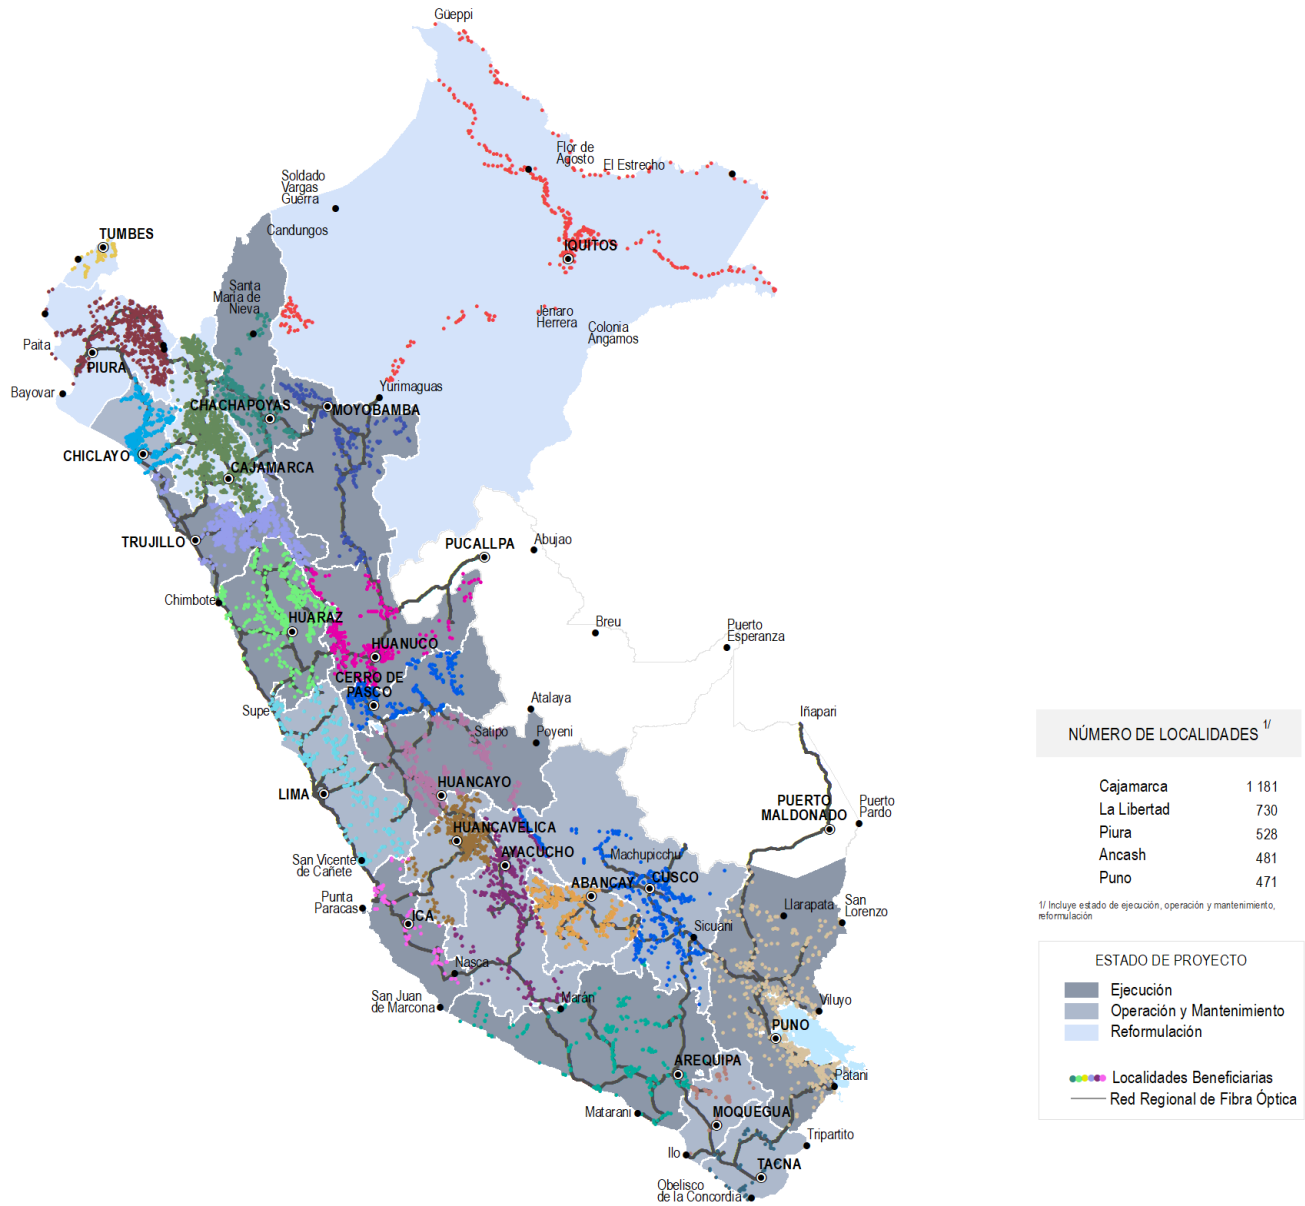 Güeppi
Flor de
Agosto
El Estrecho
Soldado
Vargas
Guerra
Candungos
TUMBES
IQUITOS
Santa
María de
Nieva
Jenaro
Herrera
Colonia
Angamos
Paita
PIURA
Bayovar
Yurimaguas
CHACHAPOYAS
MOYOBAMBA
CHICLAYO
CAJAMARCA
TRUJILLO
PUCALLPA
Abujao
Chimbote
HUARAZ
Breu
Puerto
Esperanza
HUANUCO
CERRO DE
PASCO
Atalaya
Supe
Satipo
Poyeni
Iñapari
LIMA
HUANCAYO
PUERTO
MALDONADO
Puerto
Pardo
HUANCAVELICA
AYACUCHO
Machupicchu
San Vicente
de Cañete
ABANCAY
CUSCO
Punta
Paracas
ICA
Llarapata
San
Lorenzo
Sicuani
Nasca
San Juan
de Marcona
Marán
Viluyo
PUNO
AREQUIPA
Patani
Matarani
MOQUEGUA
Tripartito
Ilo
TACNA
Obelisco
de la Concordia
NÚMERO DE LOCALIDADES 1/
Cajamarca 1 181
La Libertad 730
Piura 528
Ancash 481
Puno 471
1/ Incluye estado de ejecución, operación y mantenimiento,
reformulación
ESTADO DE PROYECTO
Ejecución
Operación y Mantenimiento
Reformulación
Localidades Beneficiarias
Red Regional de Fibra Óptica